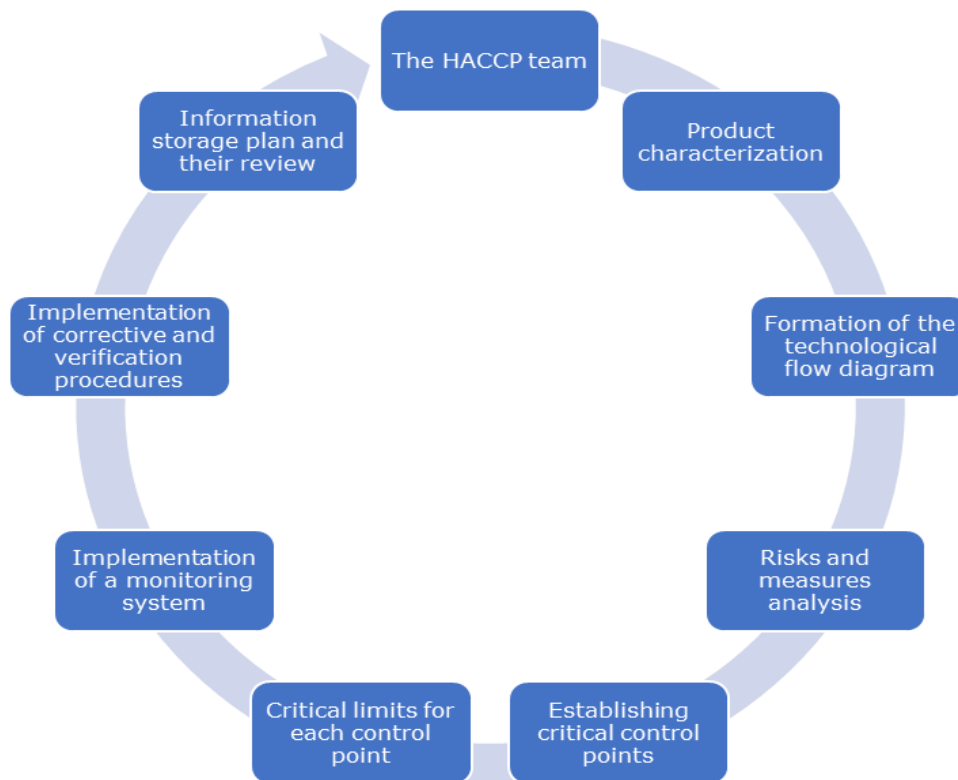 The HACCP team
Product
characterization
Formation of the
technological
flow diagram
Risks and
measures
analysis
Establishing
critical control
points
Critical limits for
each control
point
Implementation
of a monitoring
system
Implementation
of corrective and
verification
procedures
Information
storage plan and
their review